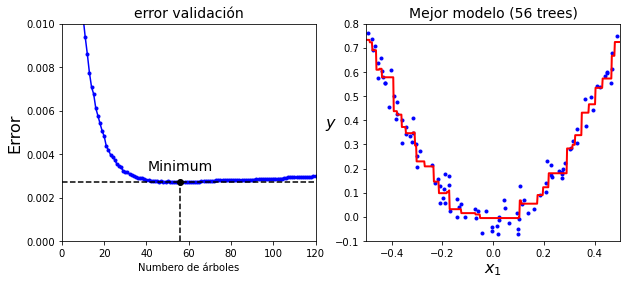 error validación
0.010
0.008
0.006
0.004
0.002
0.000
Error
Minimum
0 20 40 60 80 100 120
Numbero de árboles
Mejor modelo (56 trees)
0.8
0.7
0.6
0.5
0.4
0.3
0.2
0.1
0.0
−0.1
y
−0.4 −0.2 0.0 0.2 0.4
x₁